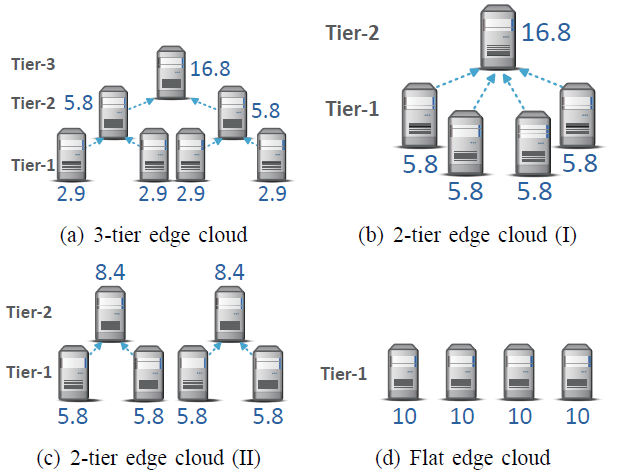 Tier-3
16.8
Tier-2 5.8 5.8
Tier-1
2.9 2.9 2.9 2.9
(a) 3-tier edge cloud
Tier-2 16.8
Tier-1
5.8 5.8
5.8 5.8
(b) 2-tier edge cloud (I)
8.4 8.4
Tier-2
Tier-1
5.8 5.8 5.8 5.8
(c) 2-tier edge cloud (II)
Tier-1
10 10 10 10
(d) Flat edge cloud